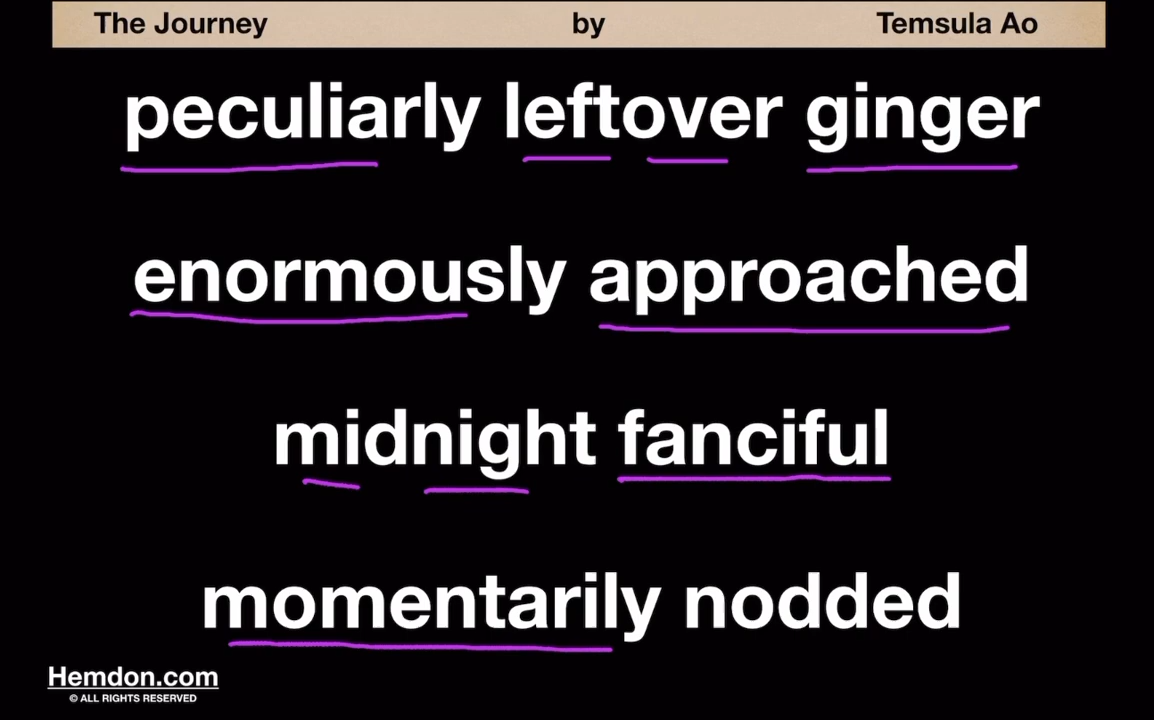 The Journey by Temsula Ao
peculiarly leftover ginger
enormously approached
midnight fanciful
momentarily nodded
Hemdon.com
© ALL RIGHTS RESERVED